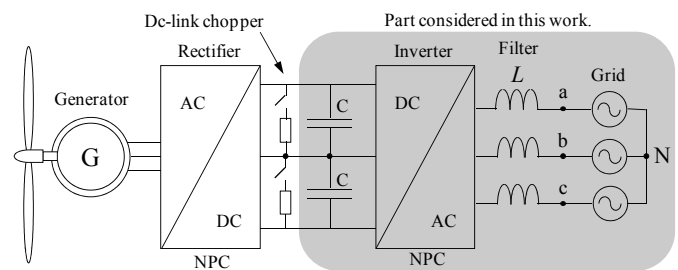 Dc-link chopper
Part considered in this work.
Rectifier
Inverter
Filter
L
Grid
Generator
AC
C
DC
a
G
b
N
C
c
DC
AC
NPC
NPC